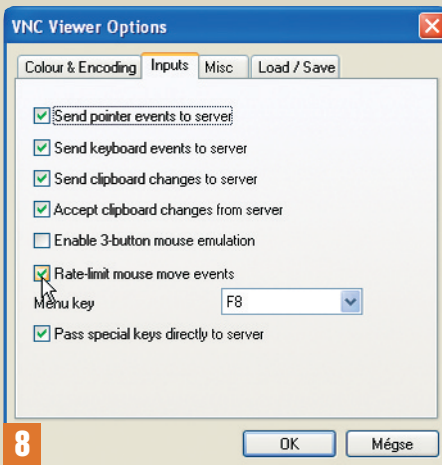 VNC Viewer Options
Colour & Encoding Inputs Misc Load / Save
Send pointer events to server
Send keyboard events to server
Send clipboard changes to server
Accept clipboard changes from server
Enable 3-button mouse emulation
Rate-limit mouse move events
Menu key F8
Pass special keys directly to server
8 OK Mégse